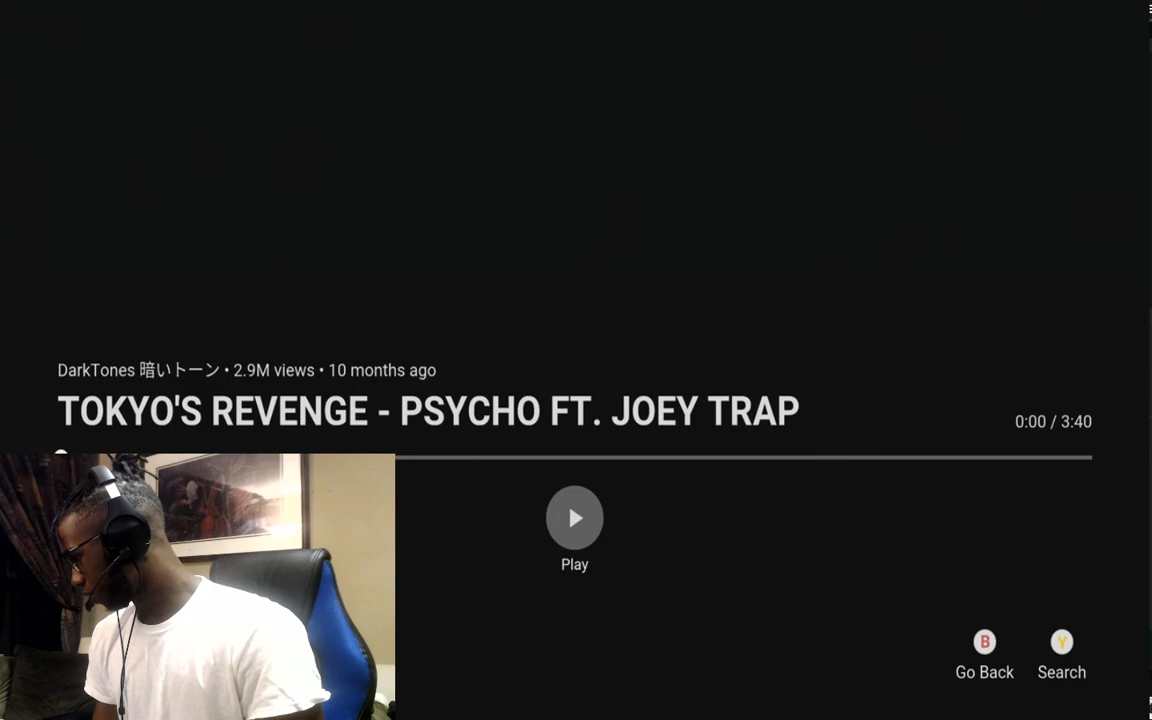 DarkTones 暗いトーン • 2.9M views • 10 months ago
TOKYO'S REVENGE - PSYCHO FT. JOEY TRAP
0:00 / 3:40
Play
B
Y
Go Back
Search